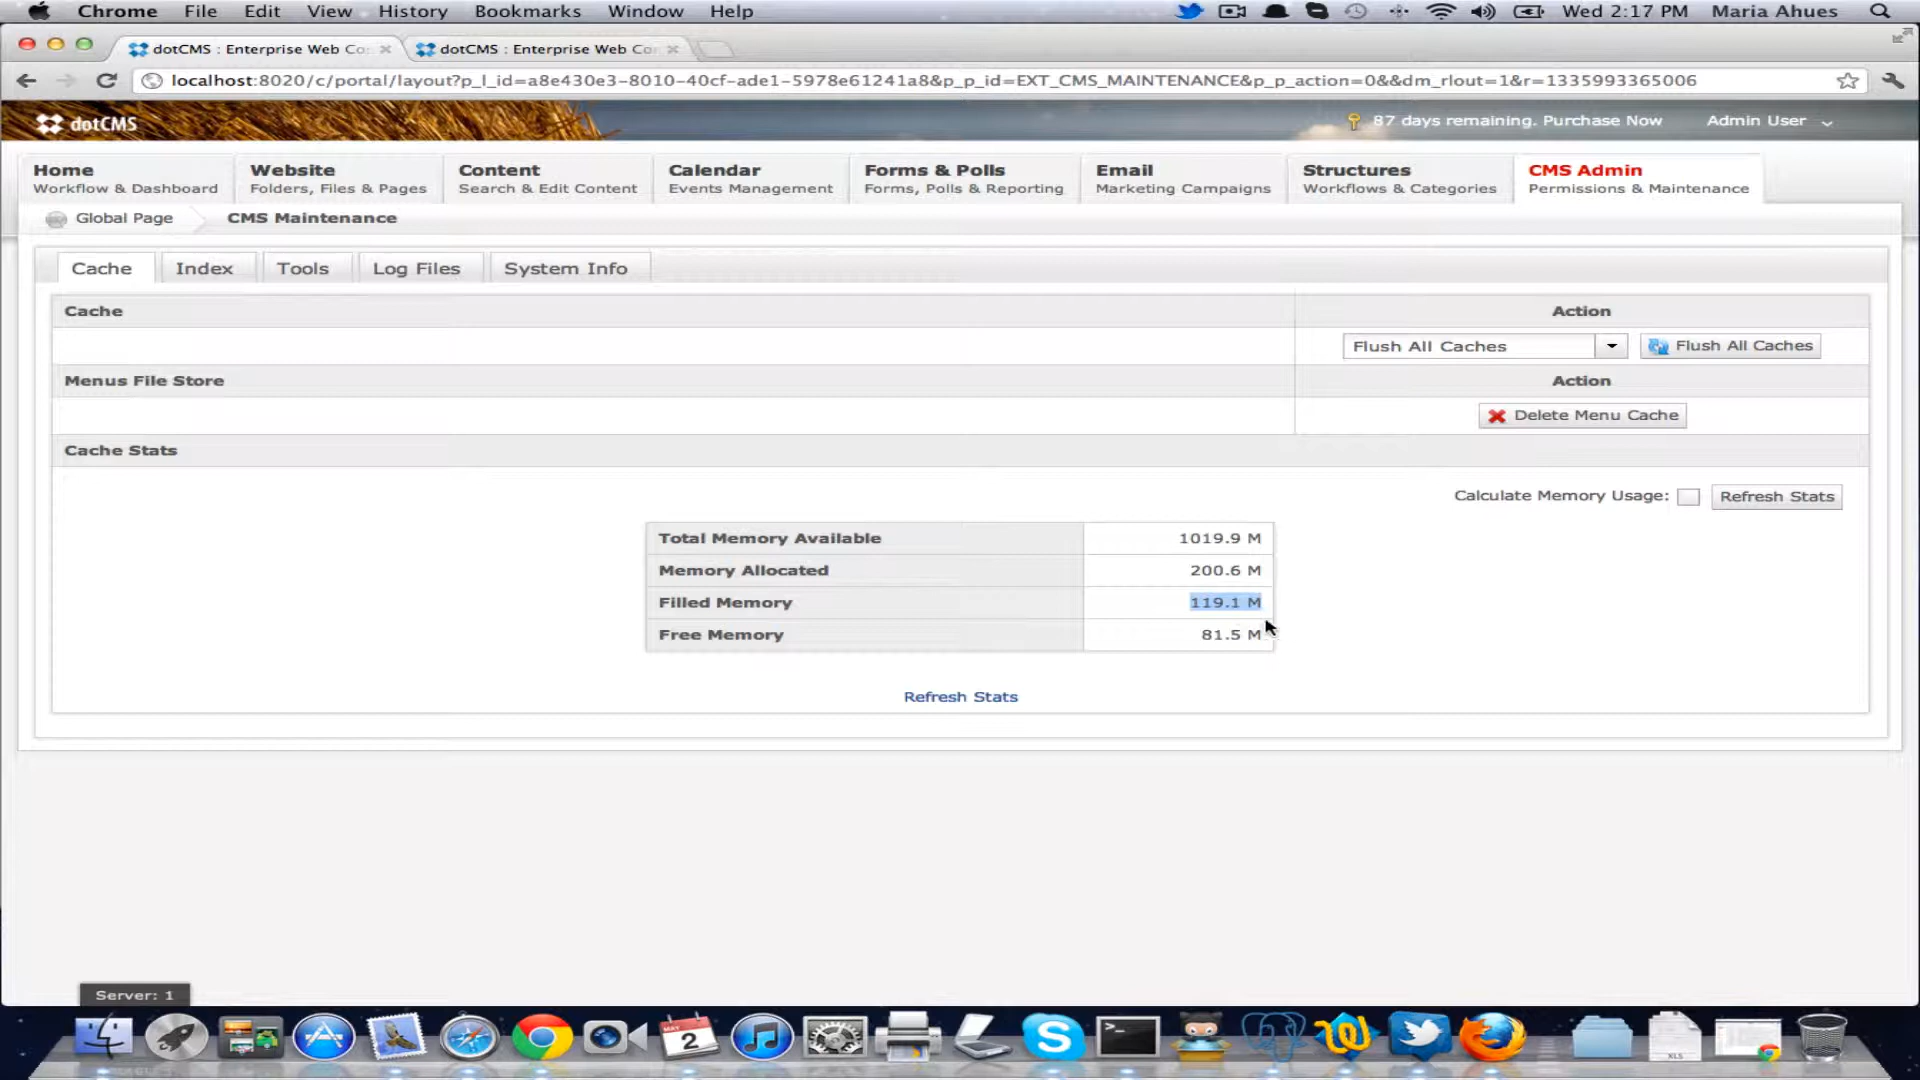 Chrome File Edit View History Bookmarks Window Help Wed 2:17 PM Maria Ahues
dotCMS : Enterprise Web Co dotCMS : Enterprise Web Co
localhost:8020/c/portal/layout?p_l_id=a8e430e3-8010-40cf-ade1-5978e61241a8&p_p_id=EXT_CMS_MAINTENANCE&p_p_action=0&&dm_rlout=1&r=1335993365006
dotCMS 87 days remaining. Purchase Now Admin User
Home Website Content Calendar Forms & Polls Email Structures CMS Admin
Workflow & Dashboard Folders, Files & Pages Search & Edit Content Events Management Forms, Polls & Reporting Marketing Campaigns Workflows & Categories Permissions & Maintenance
Global Page CMS Maintenance
Cache Index Tools Log Files System Info
Cache Action
Flush All Caches Flush All Caches
Menus File Store Action
Delete Menu Cache
Cache Stats
Calculate Memory Usage: Refresh Stats
Total Memory Available 1019.9 M
Memory Allocated 200.6 M
Filled Memory 119.1 M
Free Memory 81.5 M
Refresh Stats
Server: 1
MAY
2
XLS